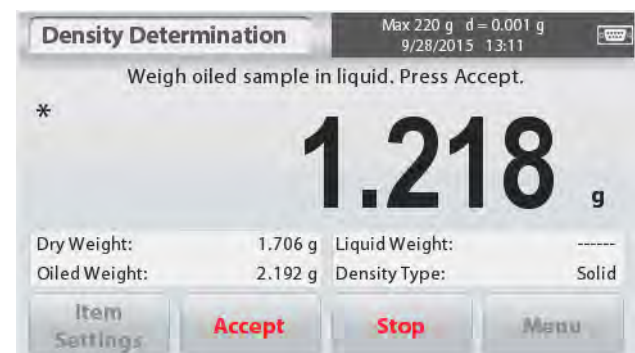 Density Determination
Max 220 g d = 0.001 g
9/28/2015 13:11
Weigh oiled sample in liquid. Press Accept.
*
1.218 g
Dry Weight: 1.706 g Liquid Weight: ------
Oiled Weight: 2.192 g Density Type: Solid
Item
Settings
Accept
Stop
Menu